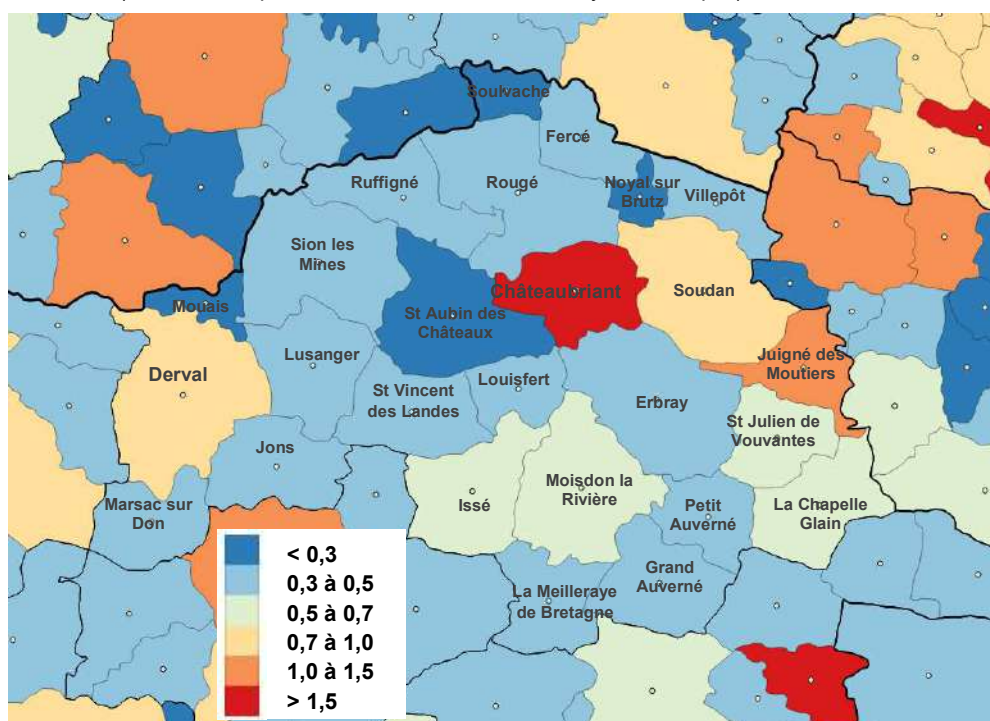 Soulvache
Fercé
Ruffigné
Rougé
Noyal sur
Brutz
Villepôt
Sion les
Mines
Châteaubriant
Soudan
Mouais
St Aubin des
Châteaux
Derval
Lusanger
Juigné des
Moutiers
St Vincent
des Landes
Louisfert
Erbray
St Julien de
Vouvantes
Jons
Issé
Moisdon la
Rivière
Marsac sur
Don
Petit
Auverné
La Chapelle
Glain
Grand
Auverné
La Meilleraye
de Bretagne
< 0,3
0,3 à 0,5
0,5 à 0,7
0,7 à 1,0
1,0 à 1,5
> 1,5